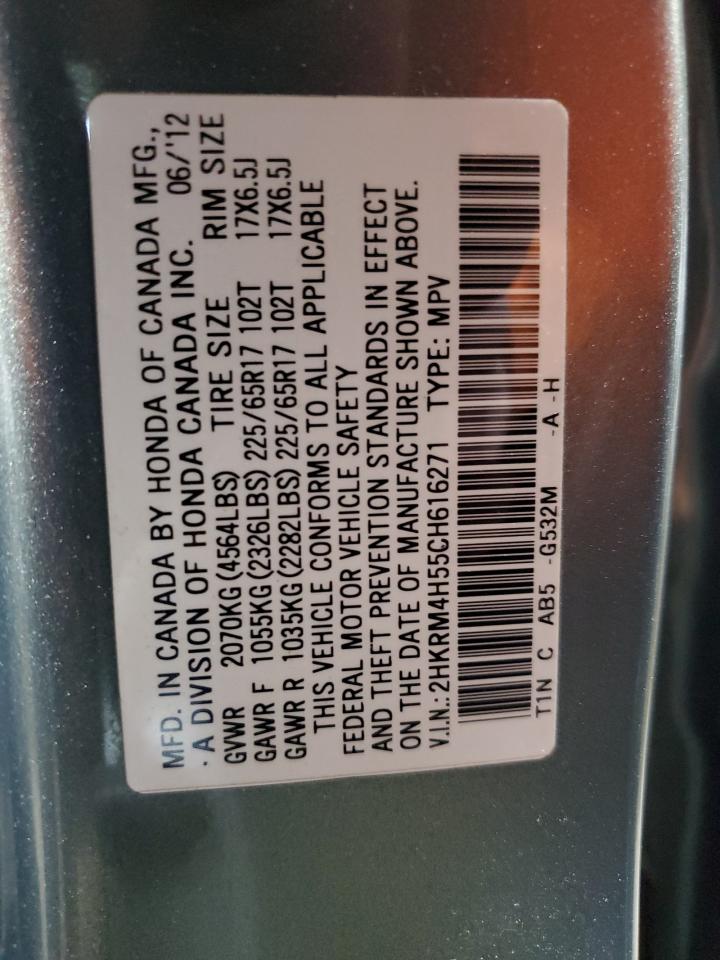 MFD. IN CANADA BY HONDA OF CANADA MFG.,
·A DIVISION OF HONDA CANADA INC. 06/'12
GVWR 2070KG(4564LBS) TIRE SIZE RIM SIZE
GAWR F 1055KG(2326LBS) 225/65R17 102T 17X6.5J
GAWR R 1035KG(2282LBS) 225/65R17 102T 17X6.5J
THIS VEHICLE CONFORMS TO ALL APPLICABLE
FEDERAL MOTOR VEHICLE SAFETY
AND THEFT PREVENTION STANDARDS IN EFFECT
ON THE DATE OF MANUFACTURE SHOWN ABOVE.
V.I.N.: 2HKRM4H55CH616271 TYPE: MPV
T1N C AB5 -G532M -A -H